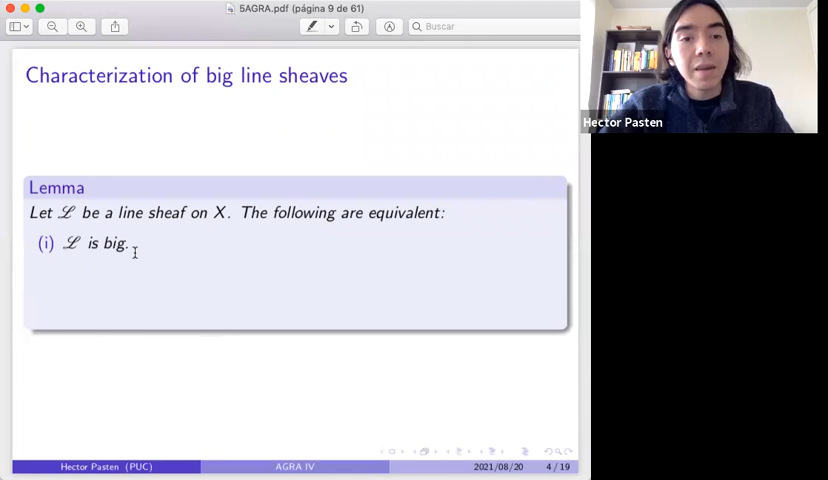 5AGRA.pdf (página 9 de 61)
Buscar
Characterization of big line sheaves
Hector Pasten
Lemma
Let ℒ be a line sheaf on X. The following are equivalent:
(i) ℒ is big.
Hector Pasten (PUC) AGRA IV 2021/08/20 4 / 19